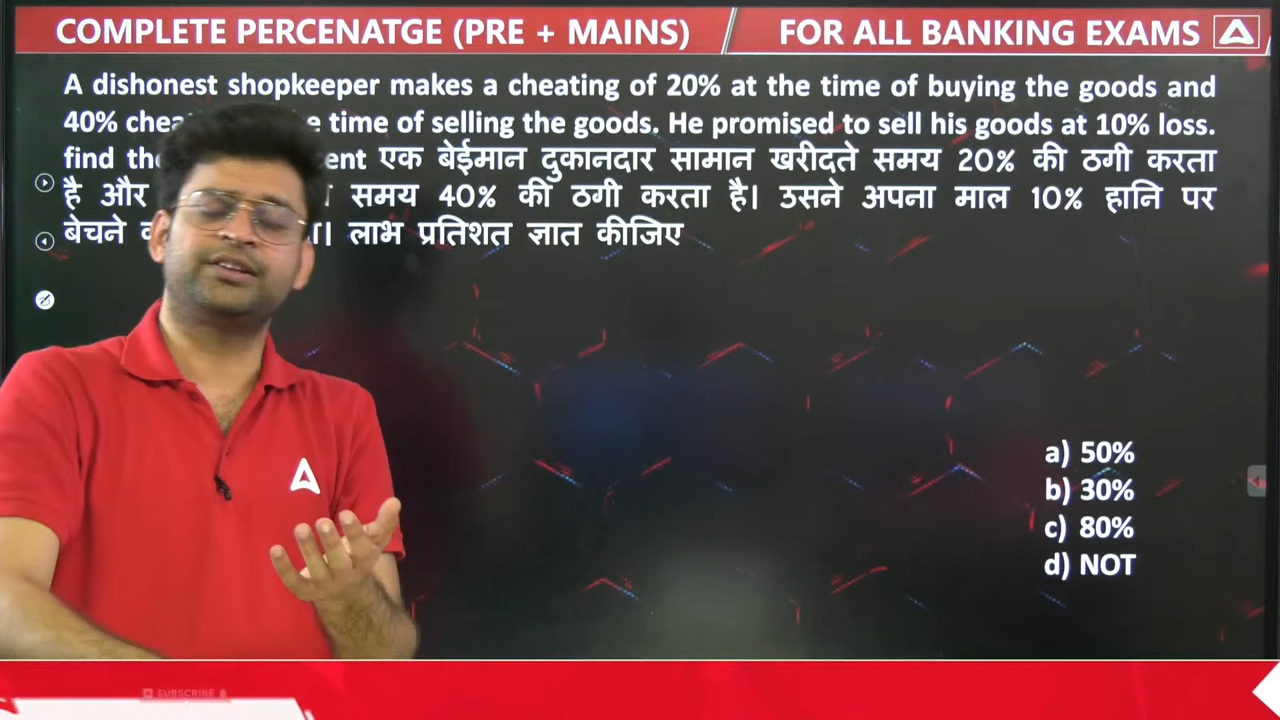 COMPLETE PERCENATGE (PRE + MAINS)
FOR ALL BANKING EXAMS
A dishonest shopkeeper makes a cheating of 20% at the time of buying the goods and
40% time of selling the goods. He promised to sell his goods at 10% loss.
find एक बेईमान दुकानदार सामान खरीदते समय 20% की ठगी करता
है और समय 40% की ठगी करता है। उसने अपना माल 10% हानि पर
बेचने लाभ प्रतिशत ज्ञात कीजिए
a) 50%
b) 30%
c) 80%
d) NOT
SUBSCRIBE